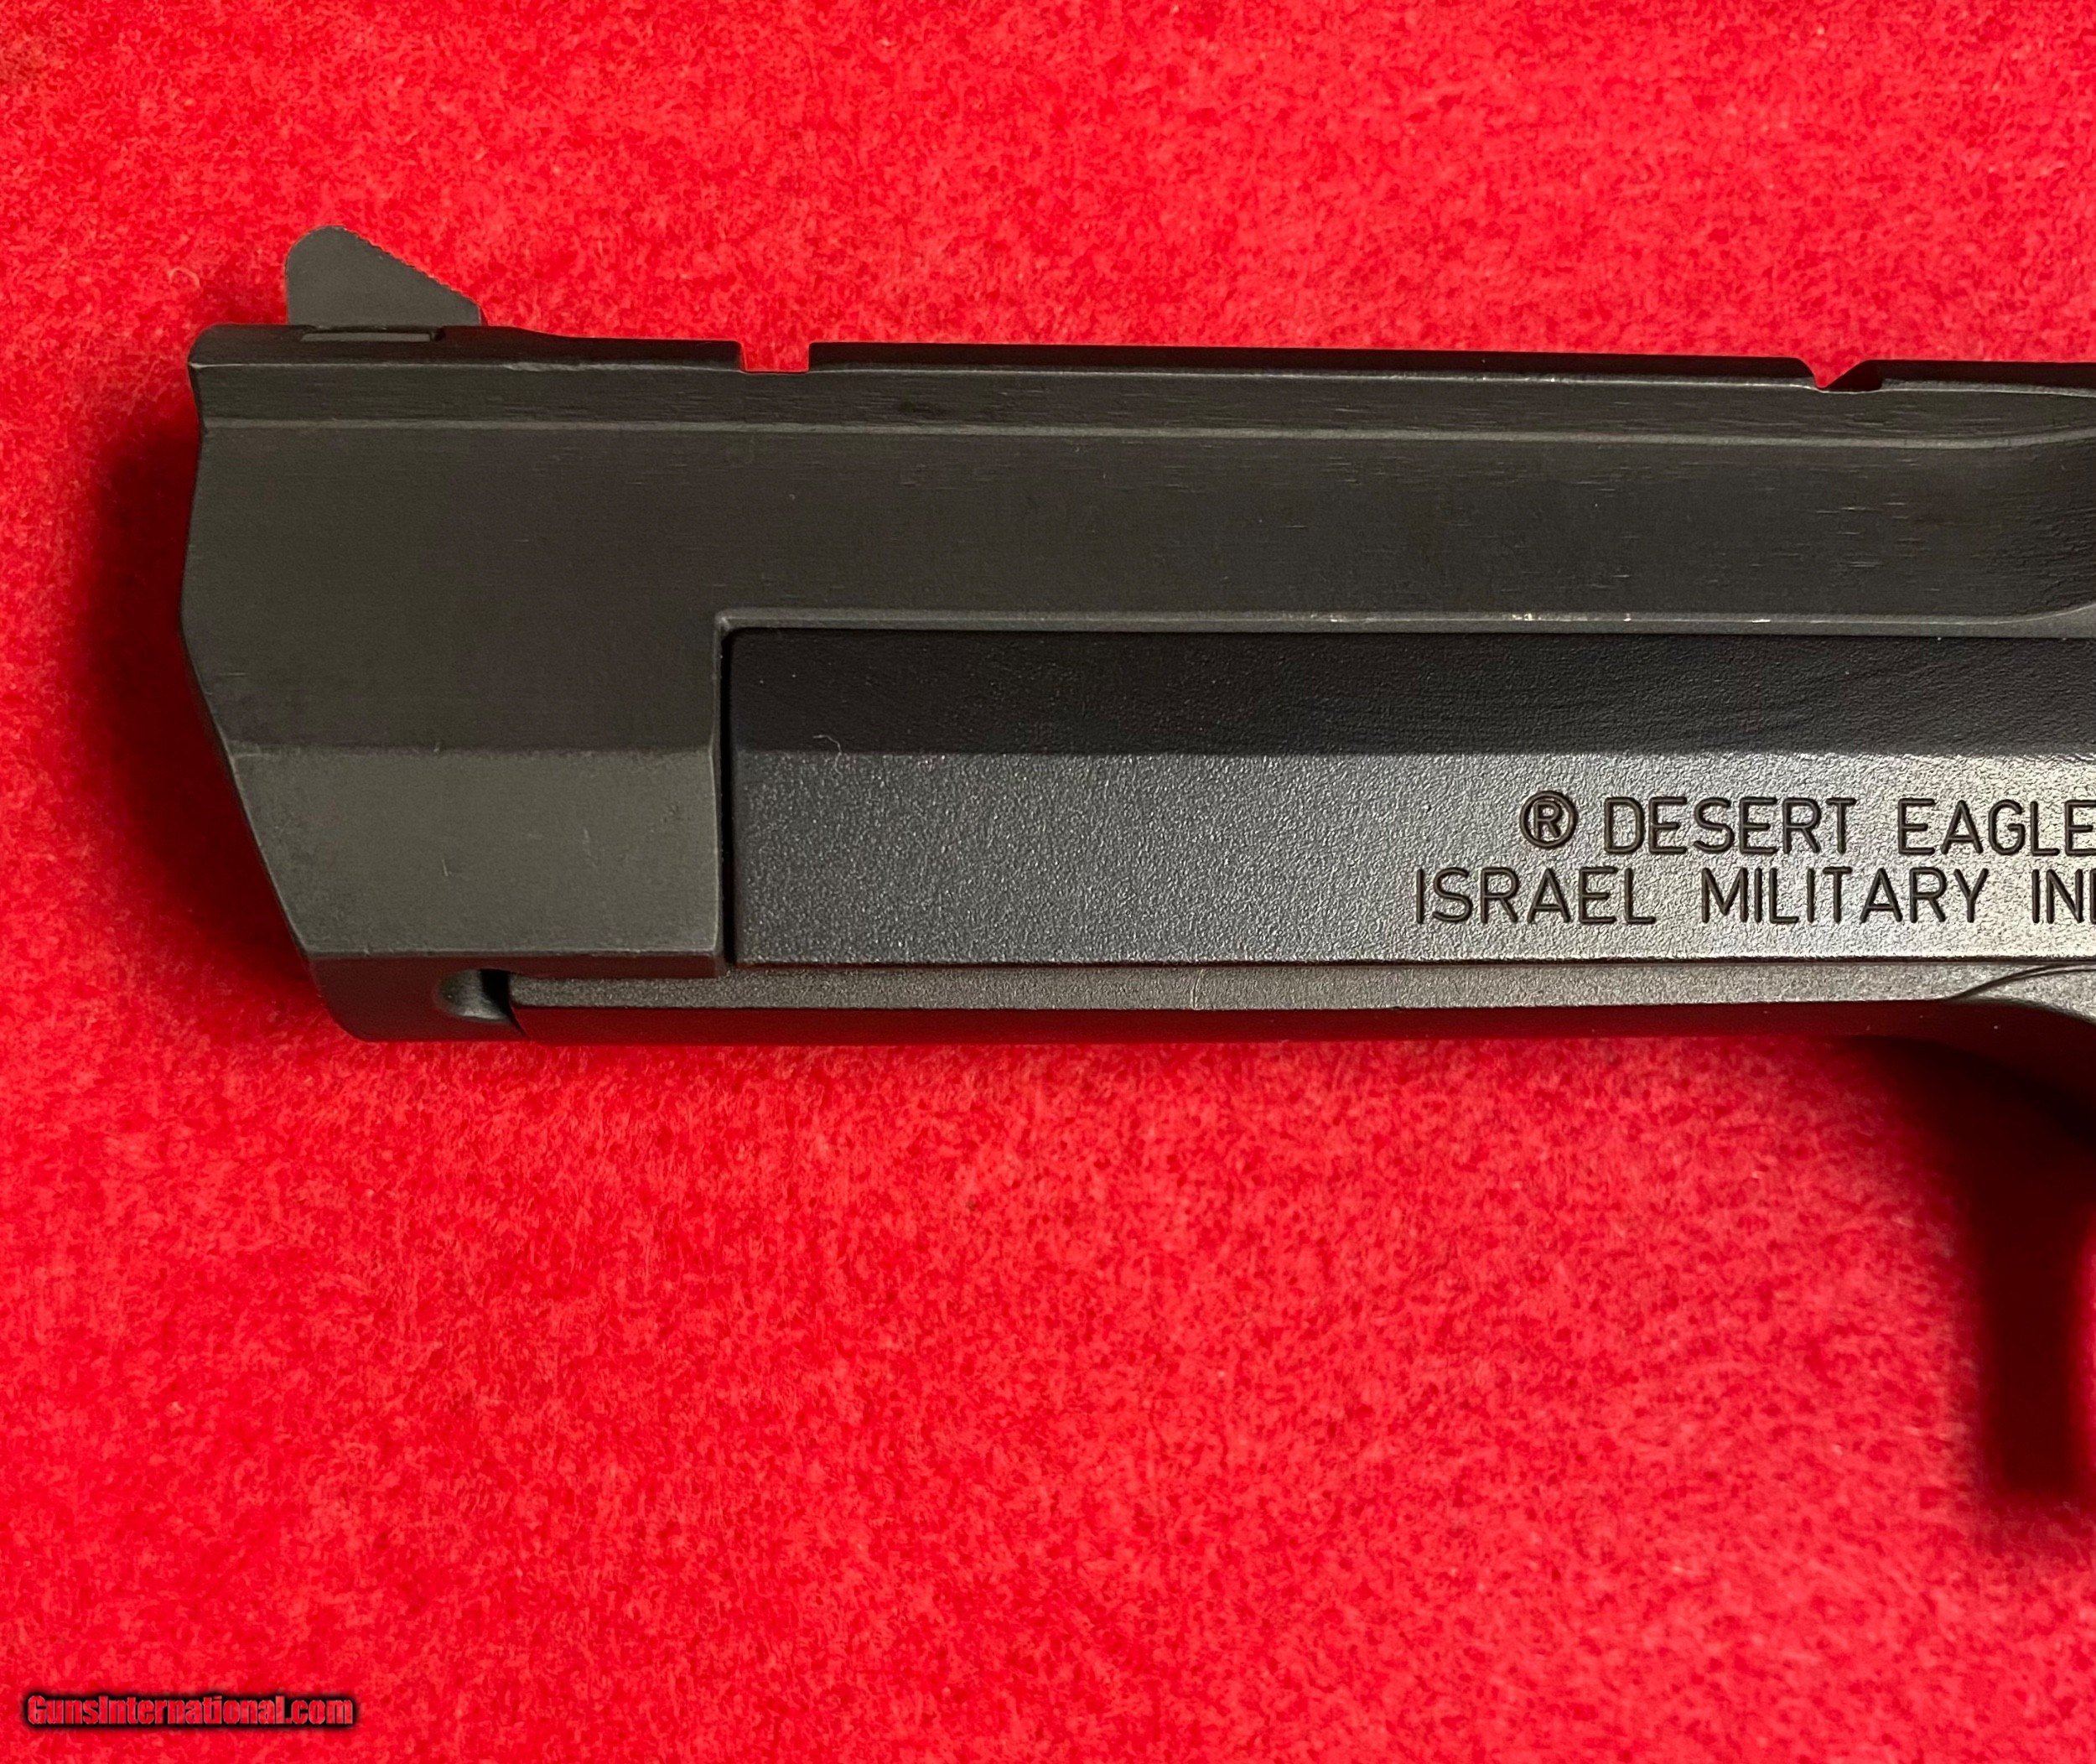 ® DESERT EAGLE
ISRAEL MILITARY IN
GunsInternational.com